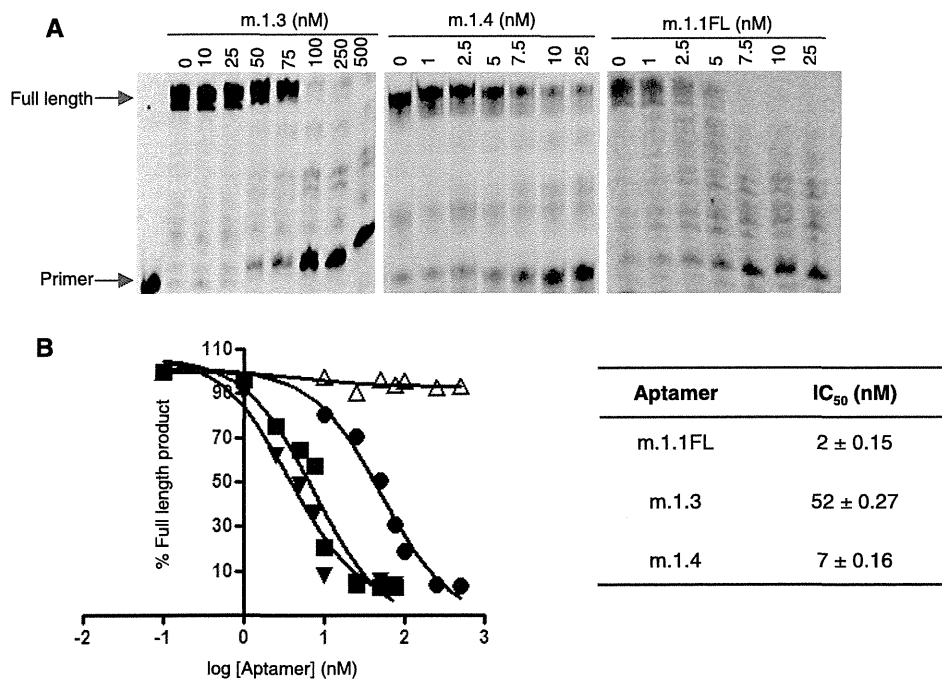 A
m.1.3 (nM)
m.1.4 (nM)
m.1.1FL (nM)
0 10 25 50 75 100 250 500
0 1 2.5 5 7.5 10 25
0 1 2.5 5 7.5 10 25
Full length
Primer
B
110
90
70
50
30
10
% Full length product
-2 -1 0 1 2 3
log [Aptamer] (nM)
Aptamer IC₅₀ (nM)
m.1.1FL 2 ± 0.15
m.1.3 52 ± 0.27
m.1.4 7 ± 0.16